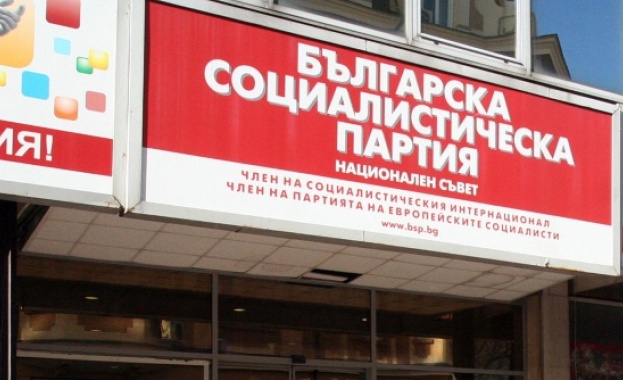 ИЯ!
БЪЛГАРСКА
СОЦИАЛИСТИЧЕСКА
ПАРТИЯ
НАЦИОНАЛЕН СЪВЕТ
ЧЛЕН НА СОЦИАЛИСТИЧЕСКИЯ ИНТЕРНАЦИОНАЛ
ЧЛЕН НА ПАРТИЯТА НА ЕВРОПЕЙСКИТЕ СОЦИАЛИСТИ
www.bsp.bg